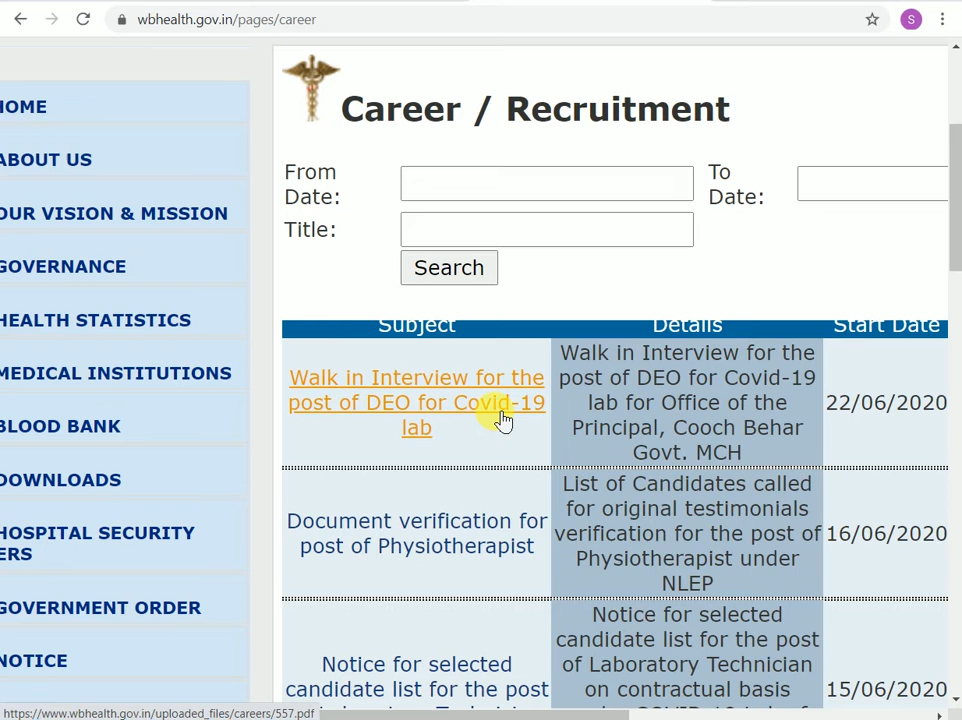 wbhealth.gov.in/pages/career
S
HOME
ABOUT US
OUR VISION & MISSION
GOVERNANCE
HEALTH STATISTICS
MEDICAL INSTITUTIONS
BLOOD BANK
DOWNLOADS
HOSPITAL SECURITY
ERS
GOVERNMENT ORDER
NOTICE
Career / Recruitment
From
Date:
To
Date:
Title:
Search
Subject Details Start Date
Walk in Interview for the
post of DEO for Covid-19
lab
Walk in Interview for the
post of DEO for Covid-19
lab for Office of the
Principal, Cooch Behar
Govt. MCH
22/06/2020
Document verification for
post of Physiotherapist
List of Candidates called
for original testimonials
verification for the post of
Physiotherapist under
NLEP
16/06/2020
Notice for selected
candidate list for the post
Notice for selected
candidate list for the post
of Laboratory Technician
on contractual basis
15/06/2020
https://www.wbhealth.gov.in/uploaded_files/careers/557.pdf